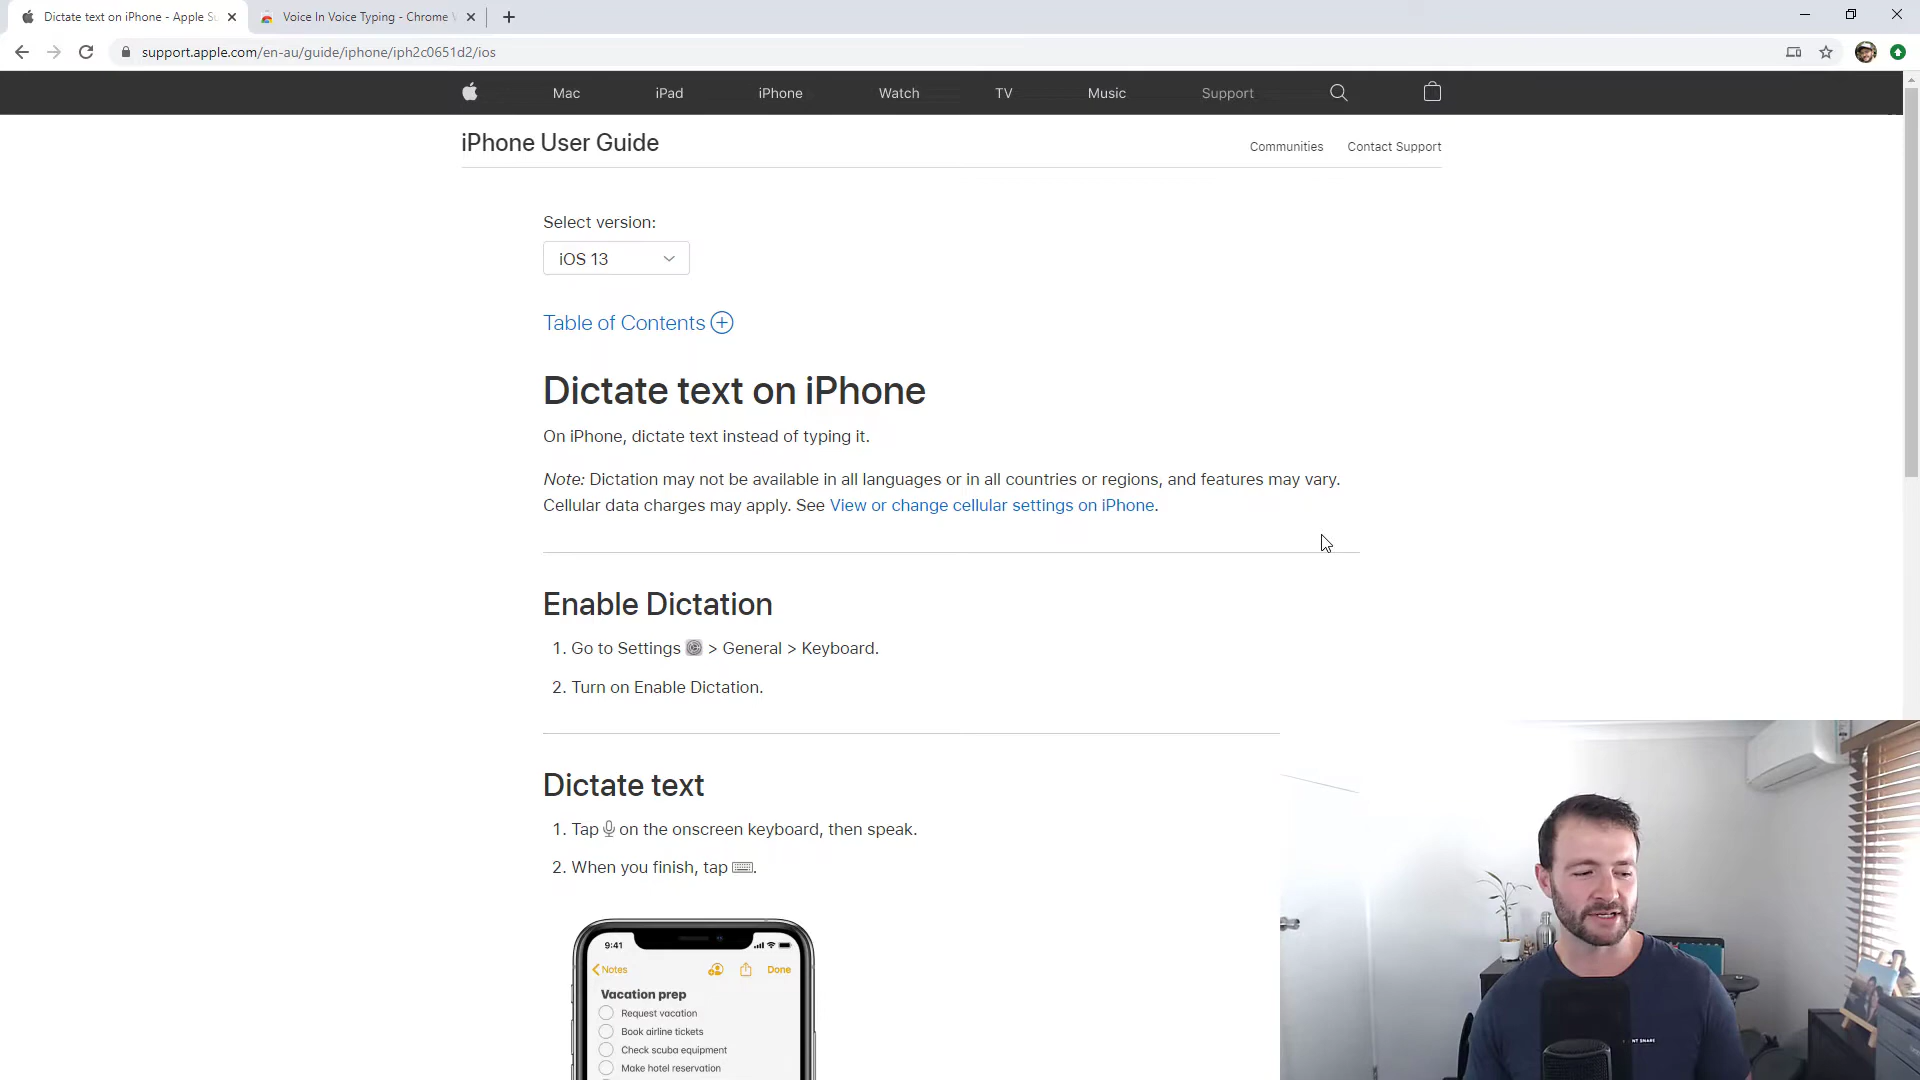 Dictate text on iPhone - Apple Su
Voice In Voice Typing - Chrome W
support.apple.com/en-au/guide/iphone/iph2c0651d2/ios
Mac
iPad
iPhone
Watch
TV
Music
Support
iPhone User Guide
Communities
Contact Support
Select version:
iOS 13
Table of Contents
Dictate text on iPhone
On iPhone, dictate text instead of typing it.
Note: Dictation may not be available in all languages or in all countries or regions, and features may vary.
Cellular data charges may apply. See View or change cellular settings on iPhone.
Enable Dictation
1. Go to Settings > General > Keyboard.
2. Turn on Enable Dictation.
Dictate text
1. Tap on the onscreen keyboard, then speak.
2. When you finish, tap .
9:41
Notes
Done
Vacation prep
Request vacation
Book airline tickets
Check scuba equipment
Make hotel reservation